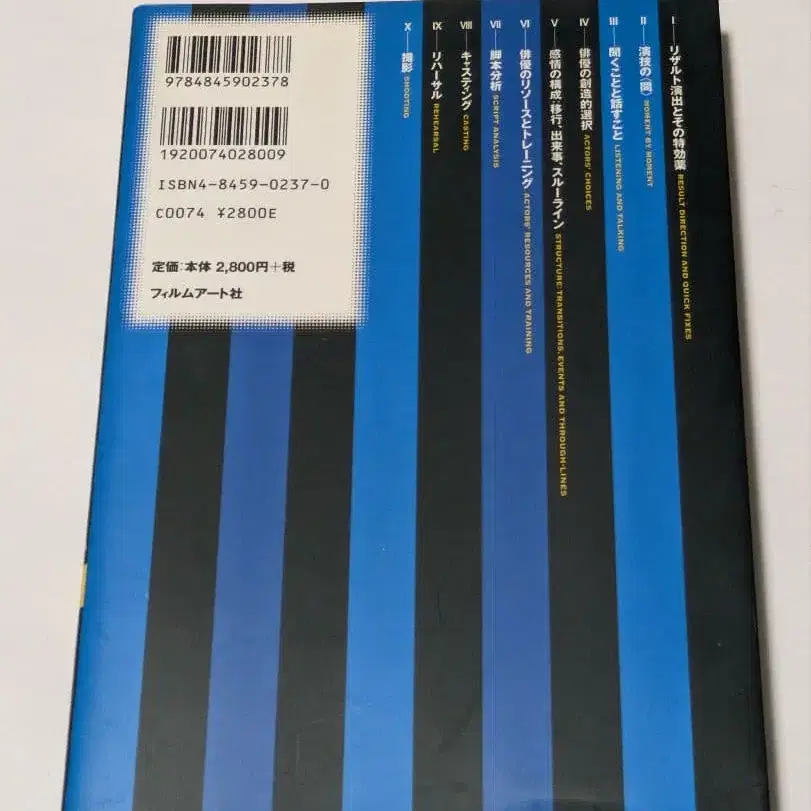 I — リザルト演出とその特効薬 RESULT DIRECTION AND QUICK FIXES
II — 演技の〈間〉 MOMENT BY MOMENT
III — 聞くことと話すこと LISTENING AND TALKING
IV — 俳優の創造的選択 ACTORS' CHOICES
V — 感情の構成、移行、出来事、スルーライン STRUCTURE: TRANSITIONS, EVENTS AND THROUGH-LINES
VI — 俳優のリソースとトレーニング ACTORS' RESOURCES AND TRAINING
VII — 脚本分析 SCRIPT ANALYSIS
VIII — キャスティング CASTING
IX — リハーサル REHEARSAL
X — 撮影 SHOOTING
9784845902378
1920074028009
ISBN4-8459-0237-0
C0074 ¥2800E
定価:本体 2,800円+税
フィルムアート社